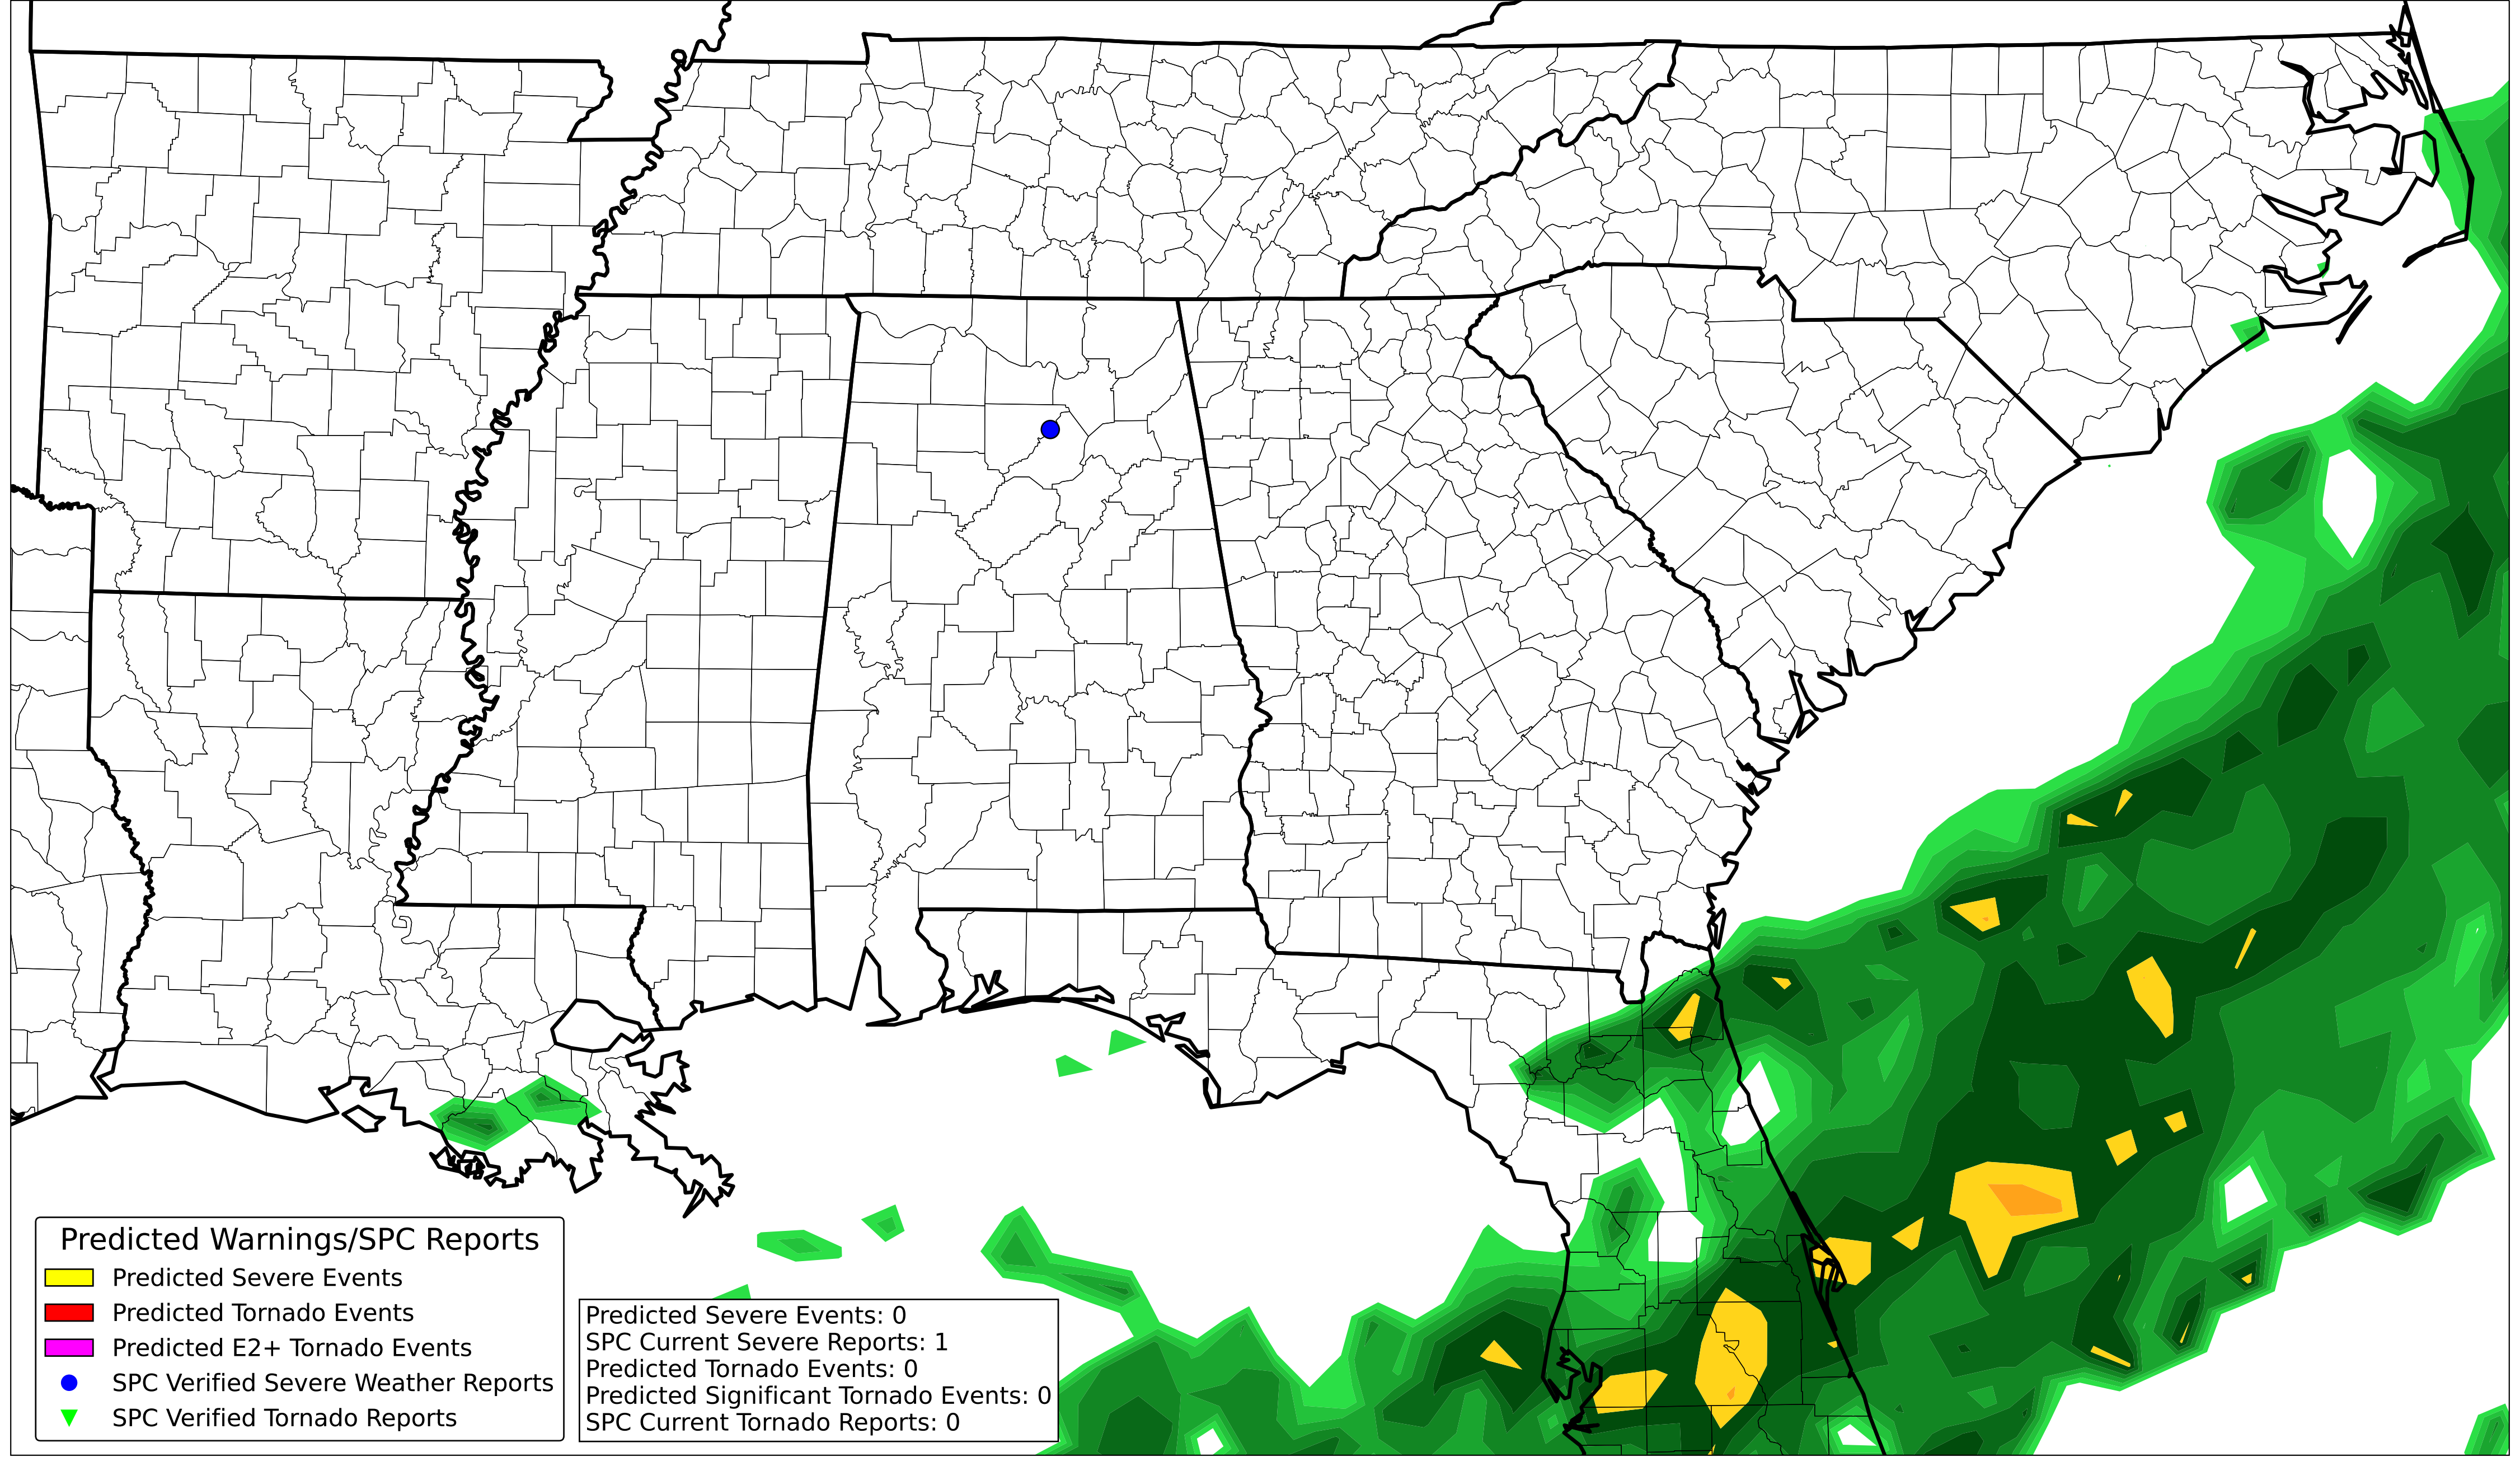 Predicted Warnings/SPC Reports
Predicted Severe Events
Predicted Tornado Events
Predicted E2+ Tornado Events
SPC Verified Severe Weather Reports
SPC Verified Tornado Reports
Predicted Severe Events: 0
SPC Current Severe Reports: 1
Predicted Tornado Events: 0
Predicted Significant Tornado Events: 0
SPC Current Tornado Reports: 0